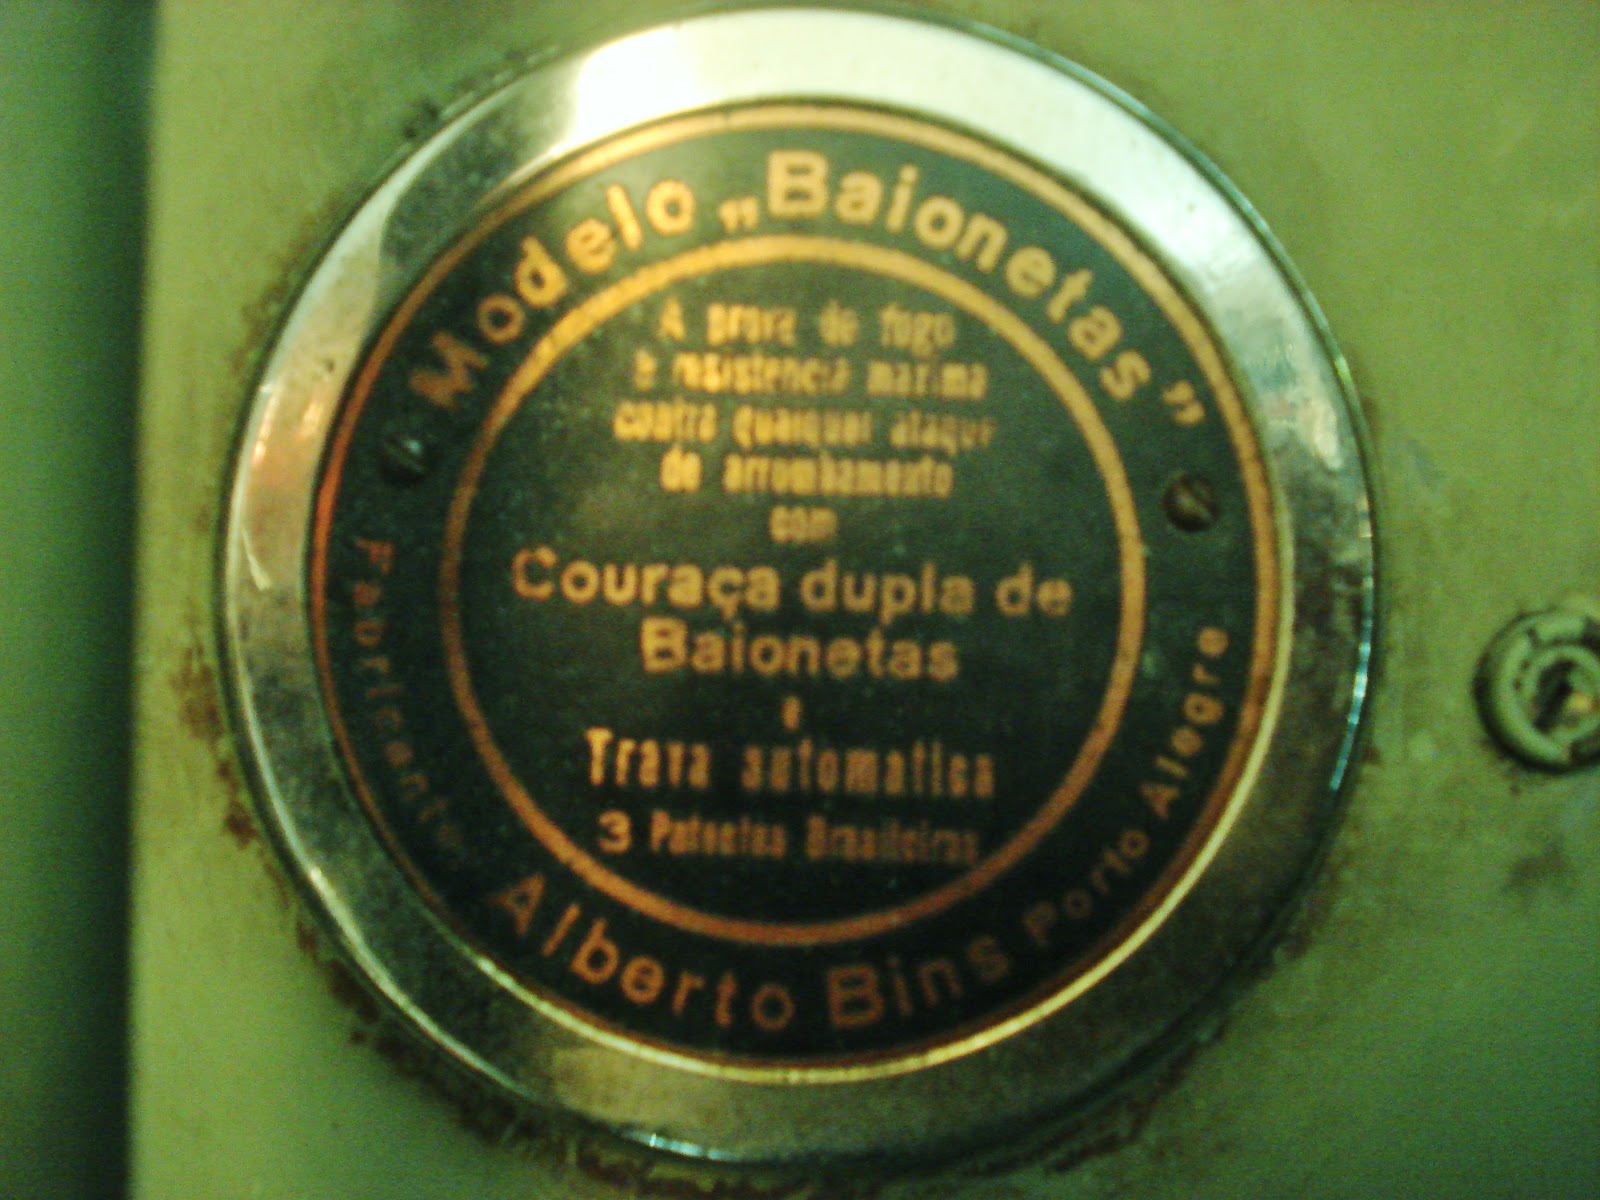 Modelo „Baionetas”
A prova de fogo
e resistencia maxima
contra qualquer ataque
de arrombamento
com
Couraça dupla de
Baionetas
e
Trava automatica
3 Patentes Brasileiras
Fabricante Alberto Bins Porto Alegre